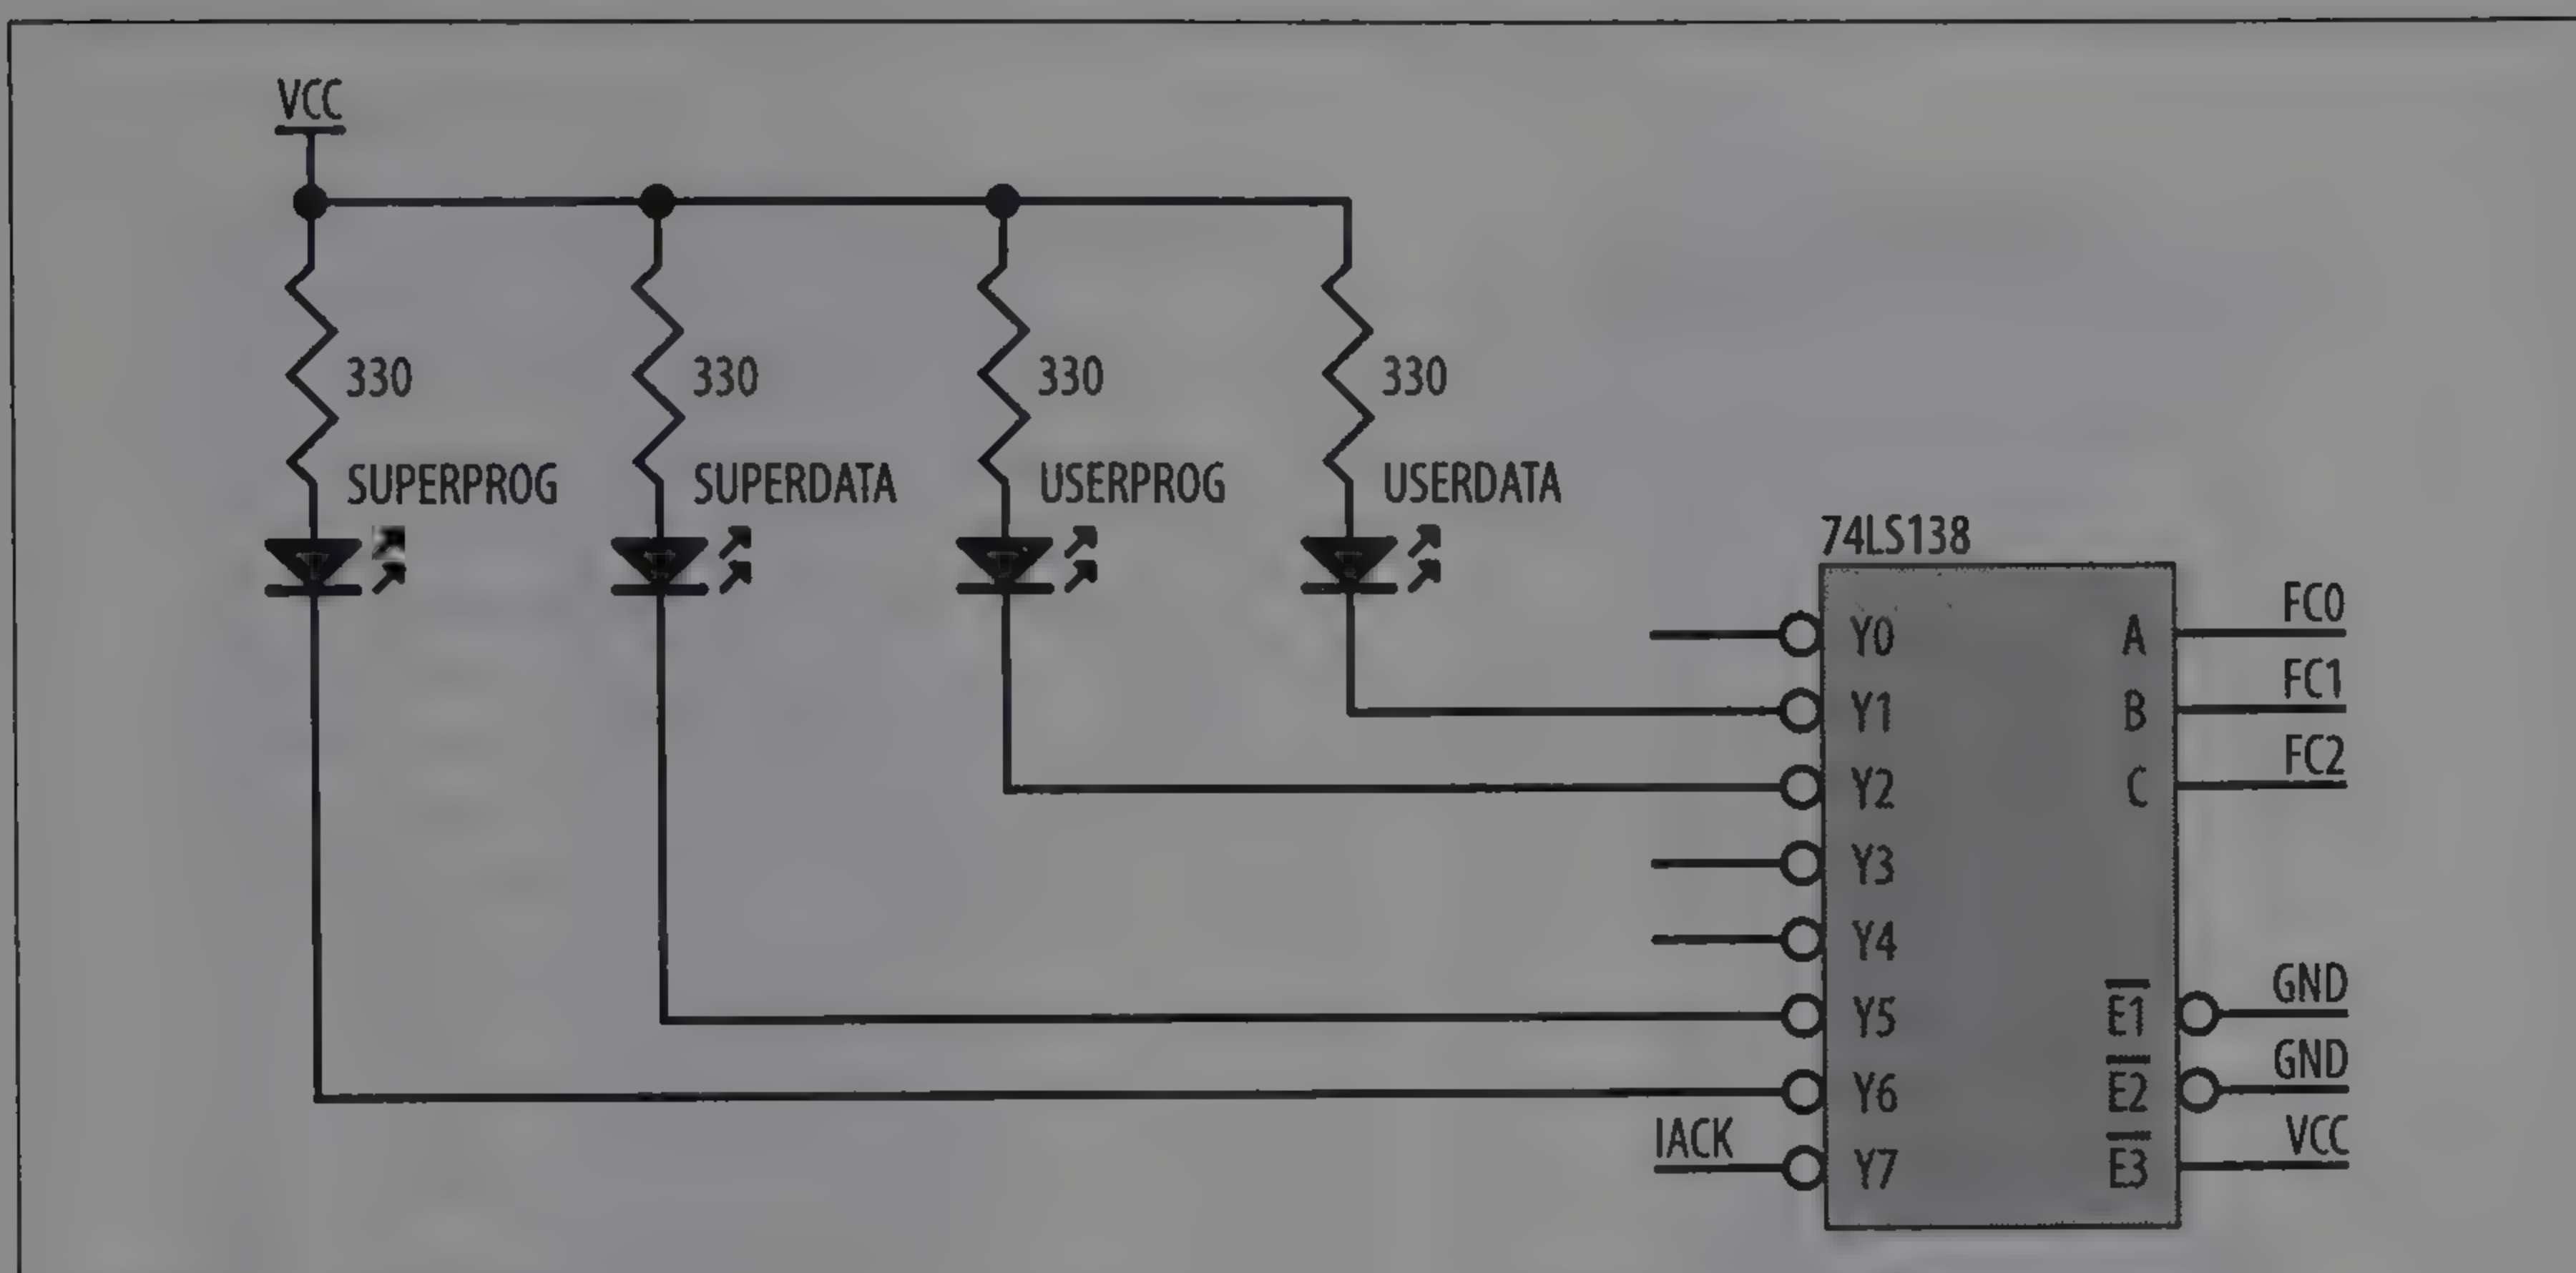 VCC
330
330
330
330
SUPERPROG
SUPERDATA
USERPROG
USERDATA
74LS138
Y0
A
FC0
Y1
B
FC1
Y2
C
FC2
Y3
Y4
Y5
E1
GND
Y6
E2
GND
IACK
Y7
E3
VCC